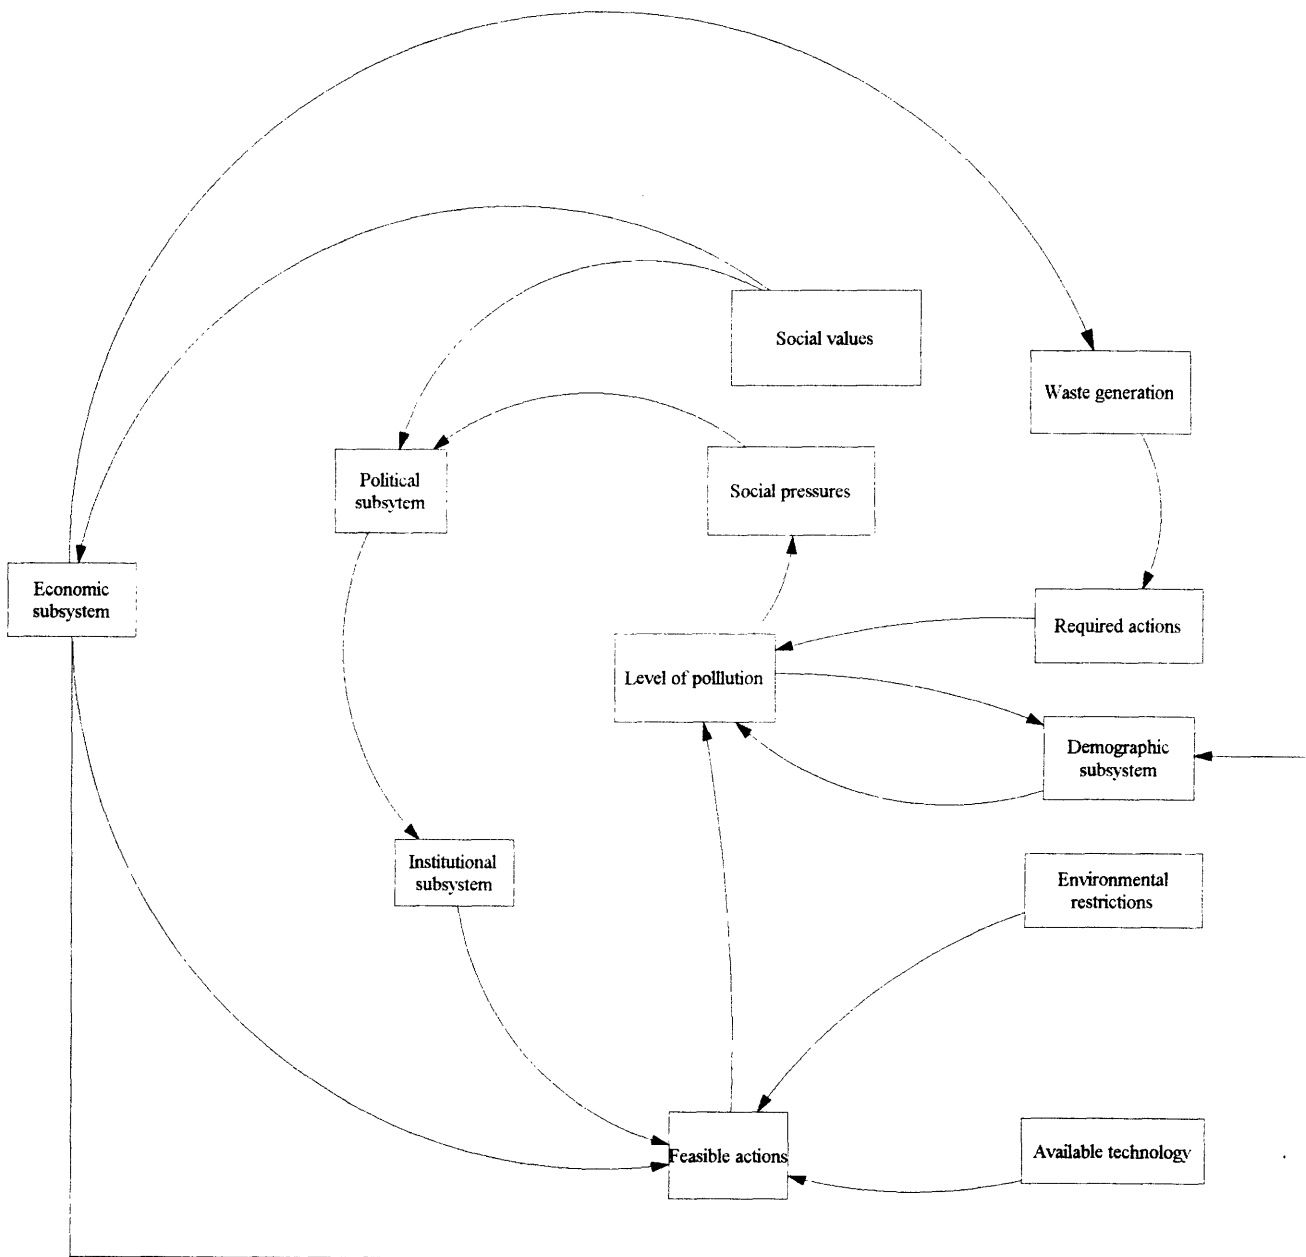 Social values
Waste generation
Political
subsytem
Social pressures
Economic
subsystem
Required actions
Level of polllution
Demographic
subsystem
Institutional
subsystem
Environmental
restrictions
Feasible actions
Available technology